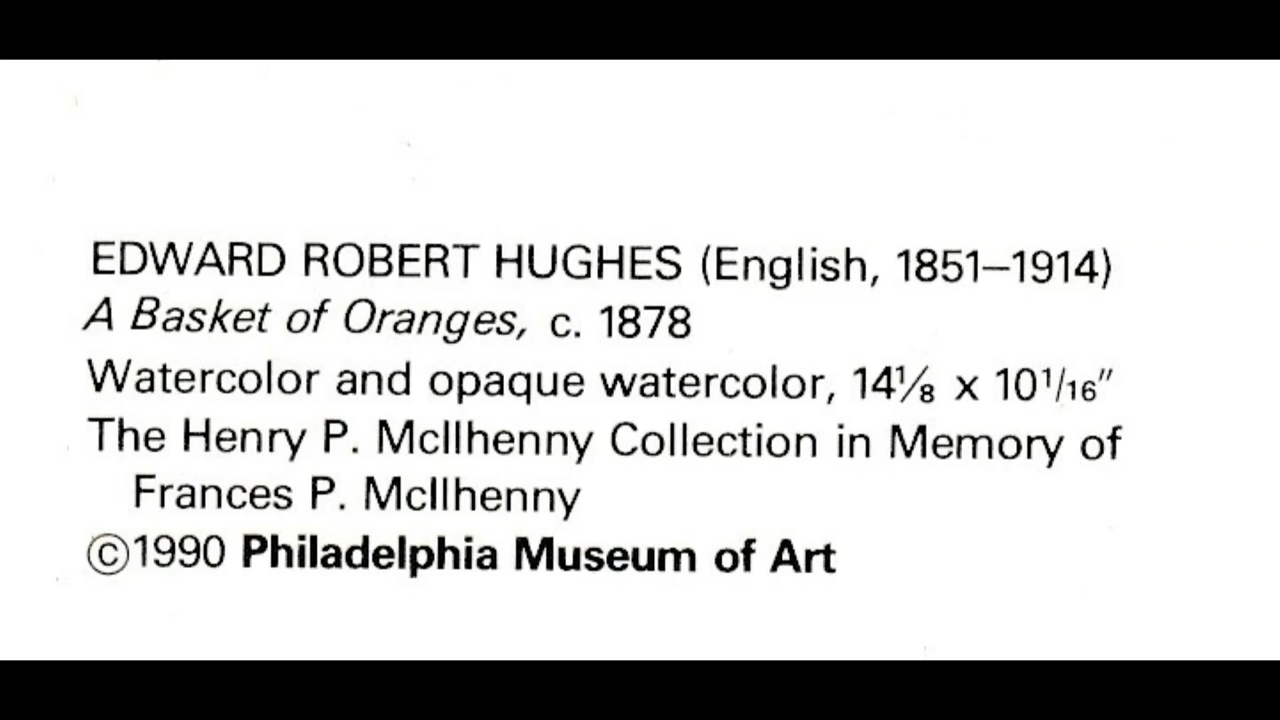 EDWARD ROBERT HUGHES (English, 1851–1914)
A Basket of Oranges, c. 1878
Watercolor and opaque watercolor, 14⅛ x 10¹/₁₆″
The Henry P. McIlhenny Collection in Memory of
Frances P. McIlhenny
©1990 Philadelphia Museum of Art